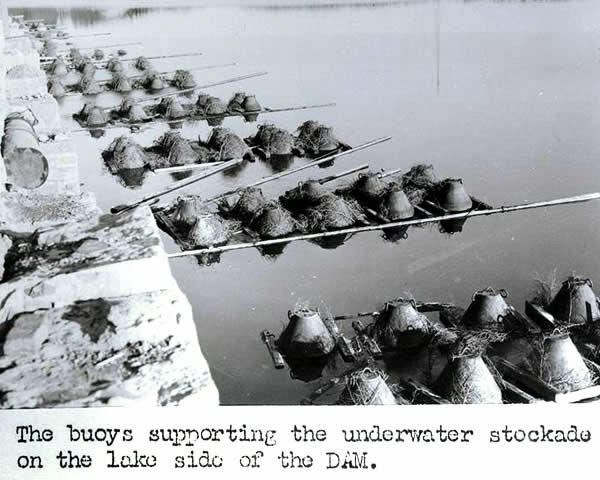 The buoys supporting the underwater stockade
on the lake side of the DAM.